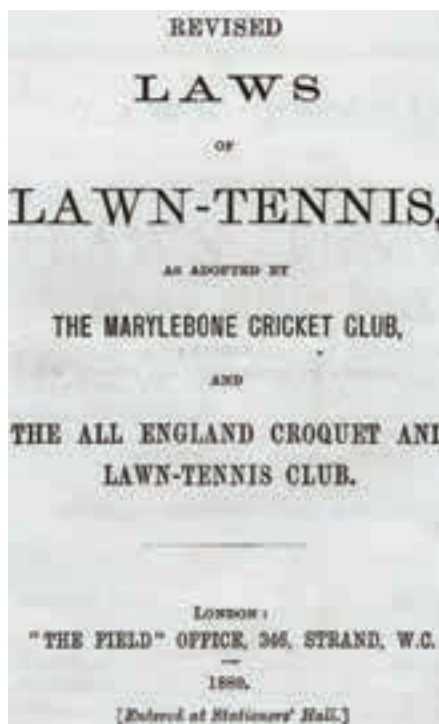 REVISED
LAWS
OF
LAWN-TENNIS,
AS ADOPTED BY
THE MARYLEBONE CRICKET CLUB,
AND
THE ALL ENGLAND CROQUET AND
LAWN-TENNIS CLUB.
LONDON:
"THE FIELD" OFFICE, 346, STRAND, W.C.
1880.
[Entered at Stationers' Hall.]